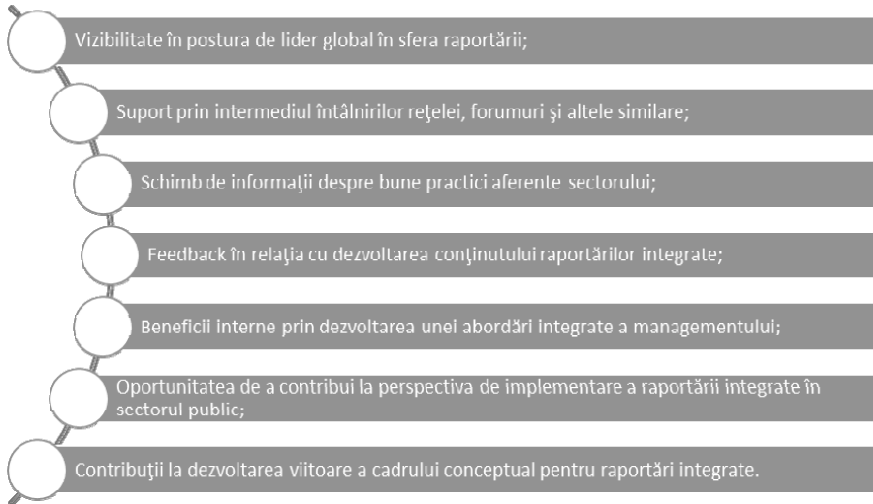 Vizibilitate în postura de lider global în sfera raportării;
Suport prin intermediul întâlnirilor rețelei, forumuri şi altele similare;
Schimb de informaţii despre bune practici aferente sectorului;
Feedback în relaţia cu dezvoltarea conţinutului raportărilor integrate;
Beneficii interne prin dezvoltarea unei abordări integrate a managementului;
Oportunitatea de a contribui la perspectiva de implementare a raportării integrate în
sectorul public;
Contribuţii la dezvoltarea viitoare a cadrului conceptual pentru raportări integrate.